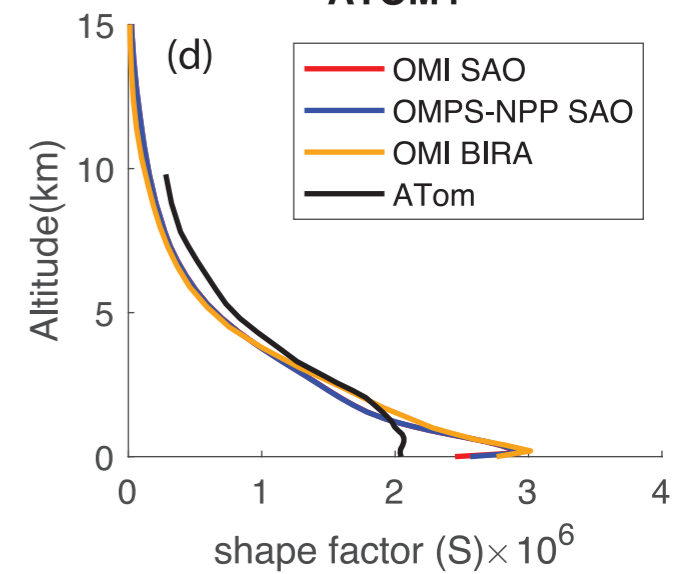 (d)
OMI SAO
OMPS-NPP SAO
OMI BIRA
ATom
Altitude(km)
15
10
5
0
0 1 2 3 4
shape factor (S)×10⁶